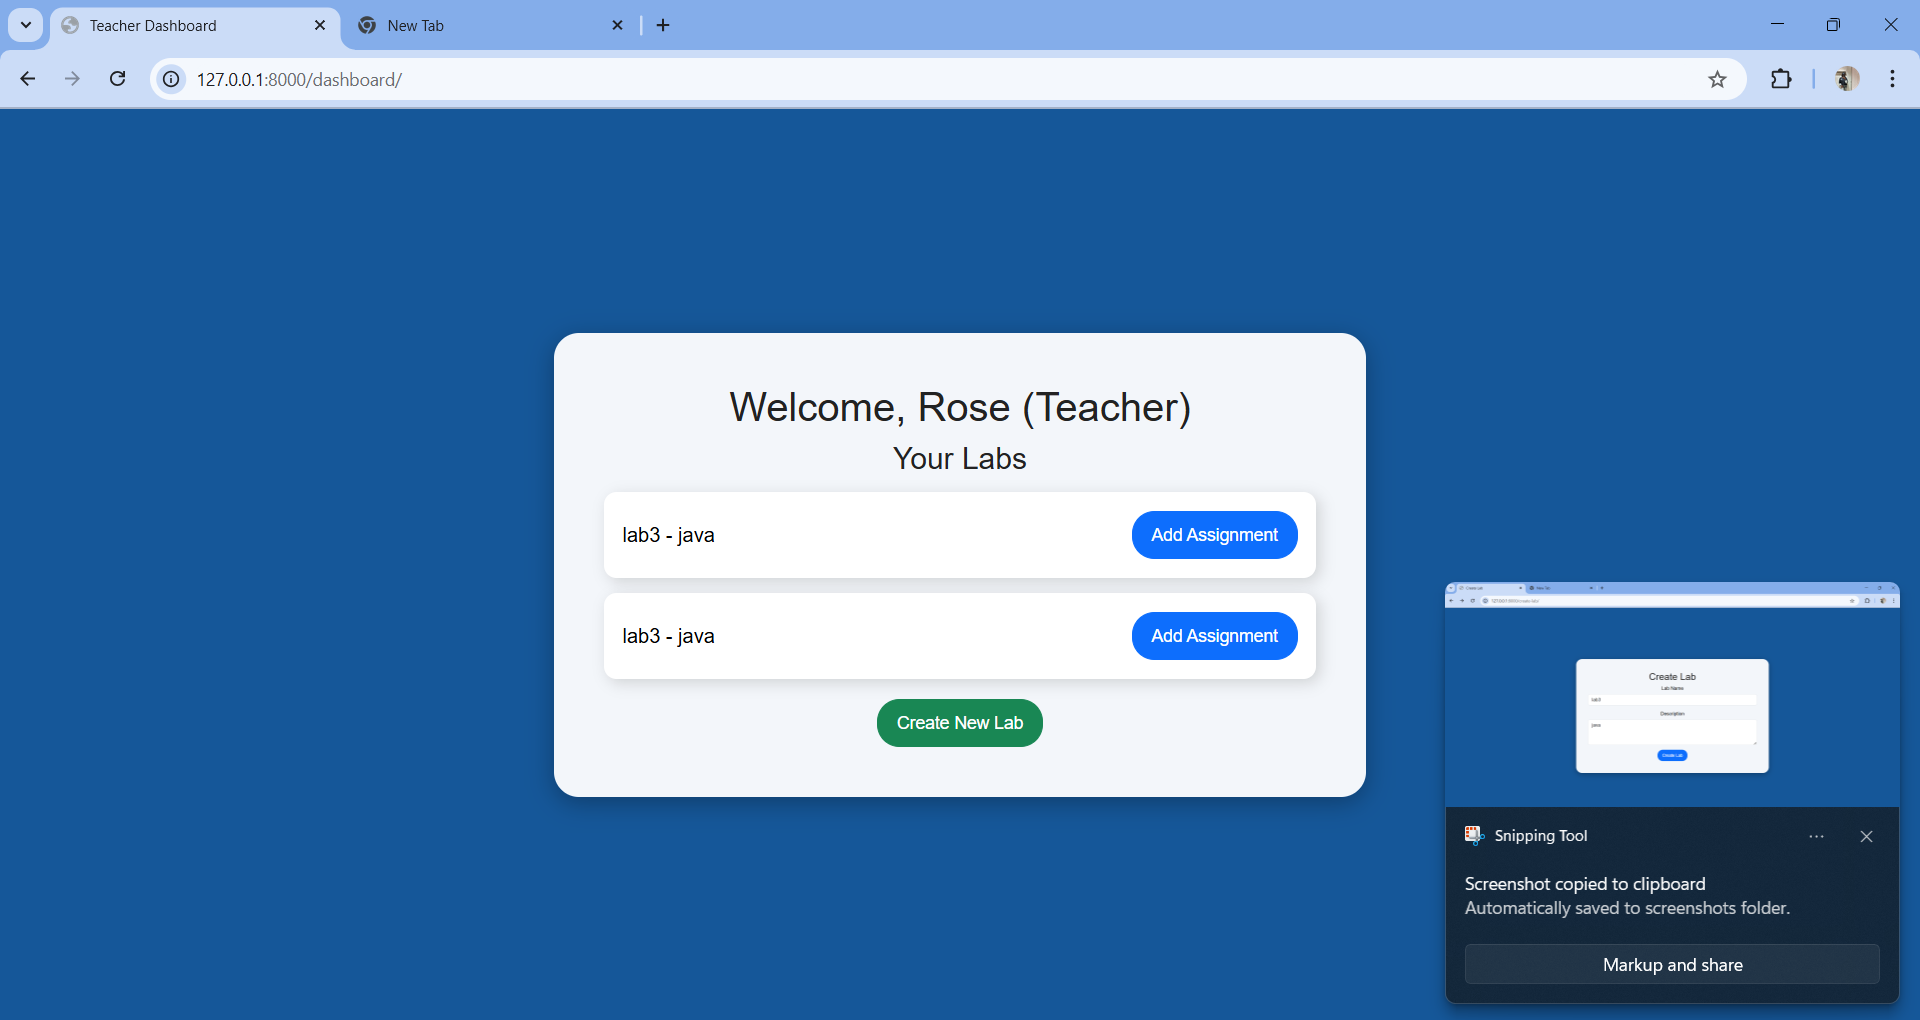 Teacher Dashboard
New Tab
127.0.0.1:8000/dashboard/
Welcome, Rose (Teacher)
Your Labs
lab3 - java
Add Assignment
lab3 - java
Add Assignment
Create New Lab
Create Lab
Lab Name
lab3
Description
java
Create Lab
Snipping Tool
Screenshot copied to clipboard
Automatically saved to screenshots folder.
Markup and share